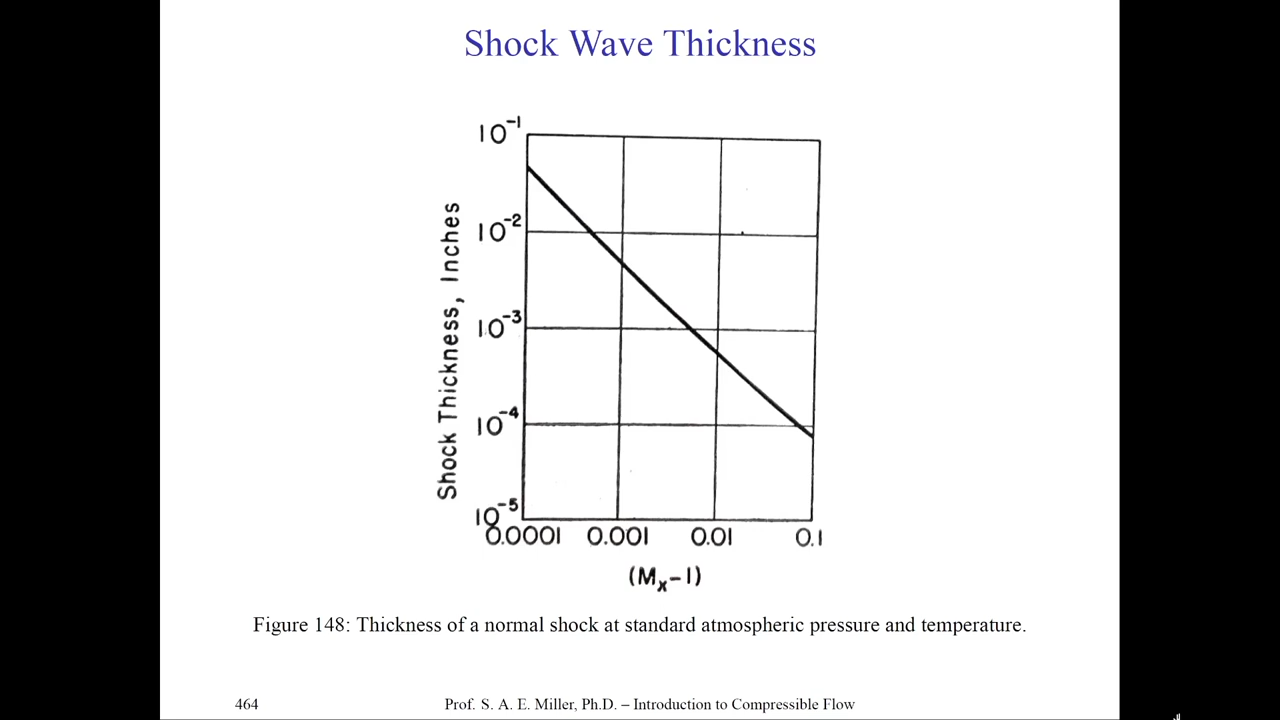 Shock Wave Thickness
10^-1
10^-2
10^-3
10^-4
10^-5
Shock Thickness, Inches
0.0001 0.001 0.01 0.1
(Mx-1)
Figure 148: Thickness of a normal shock at standard atmospheric pressure and temperature.
464 Prof. S. A. E. Miller, Ph.D. – Introduction to Compressible Flow